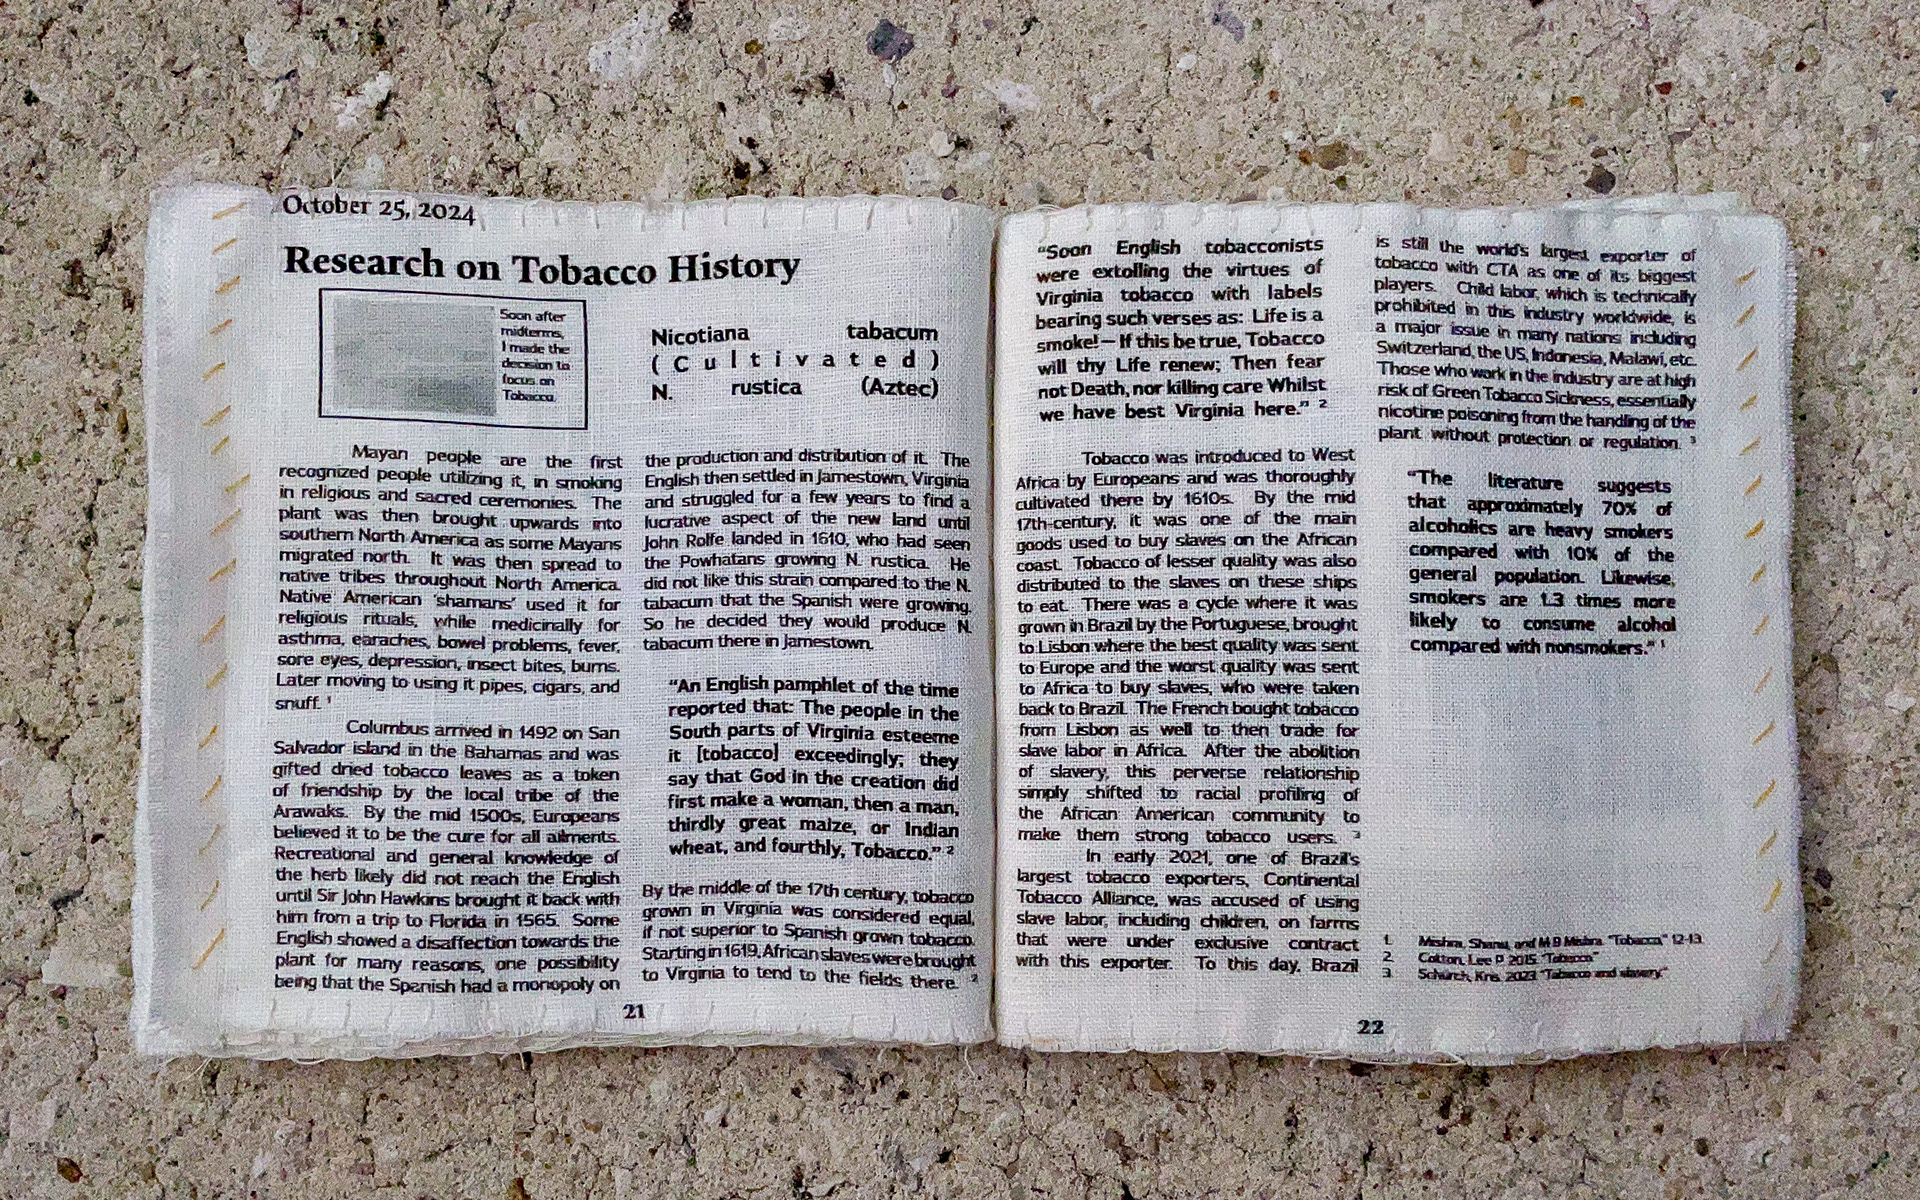 October 25, 2024
Research on Tobacco History
Soon after
midterms,
I made the
decision to
focus on
Tobacco.
Nicotiana tabacum
(Cultivated)
N. rustica (Aztec)
Mayan people are the first
recognized people utilizing it, in smoking
in religious and sacred ceremonies. The
plant was then brought upwards into
southern North America as some Mayans
migrated north. It was then spread to
native tribes throughout North America.
Native American 'shamans' used it for
religious rituals, while medicinally for
asthma, earaches, bowel problems, fever,
sore eyes, depression, insect bites, burns.
Later moving to using it pipes, cigars, and
snuff. ¹
Columbus arrived in 1492 on San
Salvador island in the Bahamas and was
gifted dried tobacco leaves as a token
of friendship by the local tribe of the
Arawaks. By the mid 1500s, Europeans
believed it to be the cure for all ailments.
Recreational and general knowledge of
the herb likely did not reach the English
until Sir John Hawkins brought it back with
him from a trip to Florida in 1565. Some
English showed a disaffection towards the
plant for many reasons, one possibility
being that the Spanish had a monopoly on
the production and distribution of it. The
English then settled in Jamestown, Virginia
and struggled for a few years to find a
lucrative aspect of the new land until
John Rolfe landed in 1610, who had seen
the Powhatans growing N. rustica. He
did not like this strain compared to the N.
tabacum that the Spanish were growing.
So he decided they would produce N.
tabacum there in Jamestown.
"An English pamphlet of the time
reported that: The people in the
South parts of Virginia esteeme
it [tobacco] exceedingly; they
say that God in the creation did
first make a woman, then a man,
thirdly great maize, or Indian
wheat, and fourthly, Tobacco." ²
By the middle of the 17th century, tobacco
grown in Virginia was considered equal,
if not superior to Spanish grown tobacco.
Starting in 1619, African slaves were brought
to Virginia to tend to the fields there. ²
21
"Soon English tobacconists
were extolling the virtues of
Virginia tobacco with labels
bearing such verses as: Life is a
smoke!—If this be true, Tobacco
will thy Life renew; Then fear
not Death, nor killing care Whilst
we have best Virginia here." ²
Tobacco was introduced to West
Africa by Europeans and was thoroughly
cultivated there by 1610s. By the mid
17th-century, it was one of the main
goods used to buy slaves on the African
coast. Tobacco of lesser quality was also
distributed to the slaves on these ships
to eat. There was a cycle where it was
grown in Brazil by the Portuguese, brought
to Lisbon where the best quality was sent
to Europe and the worst quality was sent
to Africa to buy slaves, who were taken
back to Brazil. The French bought tobacco
from Lisbon as well to then trade for
slave labor in Africa. After the abolition
of slavery, this perverse relationship
simply shifted to racial profiling of
the African American community to
make them strong tobacco users. ³
In early 2021, one of Brazil's
largest tobacco exporters, Continental
Tobacco Alliance, was accused of using
slave labor, including children, on farms
that were under exclusive contract
with this exporter. To this day, Brazil
is still the world's largest exporter of
tobacco with CTA as one of its biggest
players. Child labor, which is technically
prohibited in this industry worldwide, is
a major issue in many nations including
Switzerland, the US, Indonesia, Malawi, etc.
Those who work in the industry are at high
risk of Green Tobacco Sickness, essentially
nicotine poisoning from the handling of the
plant without protection or regulation. ³
"The literature suggests
that approximately 70% of
alcoholics are heavy smokers
compared with 10% of the
general population. Likewise,
smokers are 1.3 times more
likely to consume alcohol
compared with nonsmokers." ¹
1. Mishra, Shanu, and M B Mishra. "Tobacco," 12-13.
2. Cotton, Lee P. 2015. "Tobacco"
3. Schürch, Kris. 2023. "Tobacco and slavery."
22